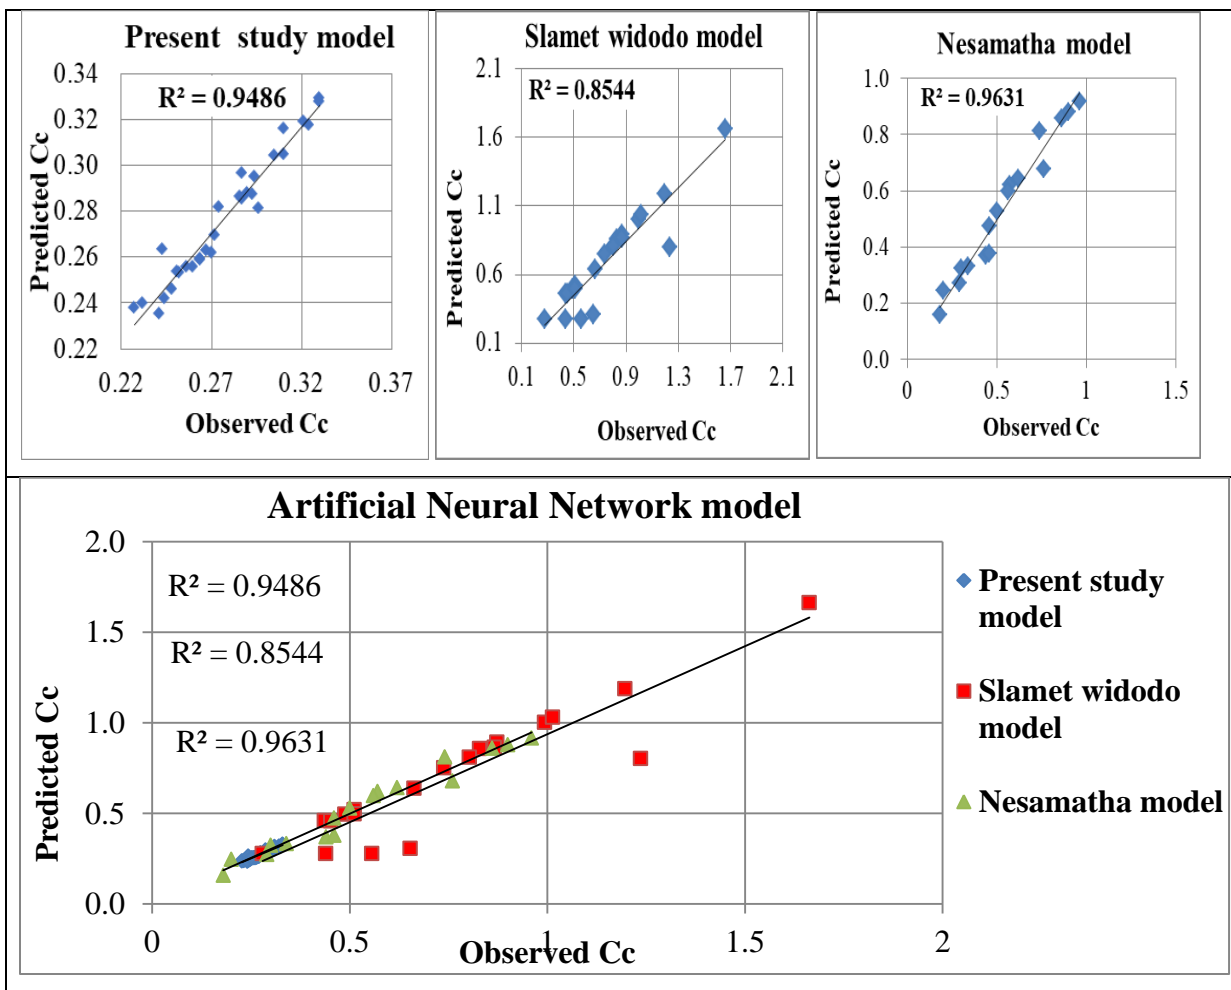 Present study model
R² = 0.9486
Predicted Cc
0.34
0.32
0.30
0.28
0.26
0.24
0.22
0.22 0.27 0.32 0.37
Observed Cc
Slamet widodo model
R² = 0.8544
Predicted Cc
2.1
1.6
1.1
0.6
0.1
0.1 0.5 0.9 1.3 1.7 2.1
Observed Cc
Nesamatha model
R² = 0.9631
Predicted Cc
1.0
0.8
0.6
0.4
0.2
0.0
0 0.5 1 1.5
Observed Cc
Artificial Neural Network model
R² = 0.9486
R² = 0.8544
R² = 0.9631
Predicted Cc
2.0
1.5
1.0
0.5
0.0
0 0.5 1 1.5 2
Observed Cc
Present study
model
Slamet widodo
model
Nesamatha model